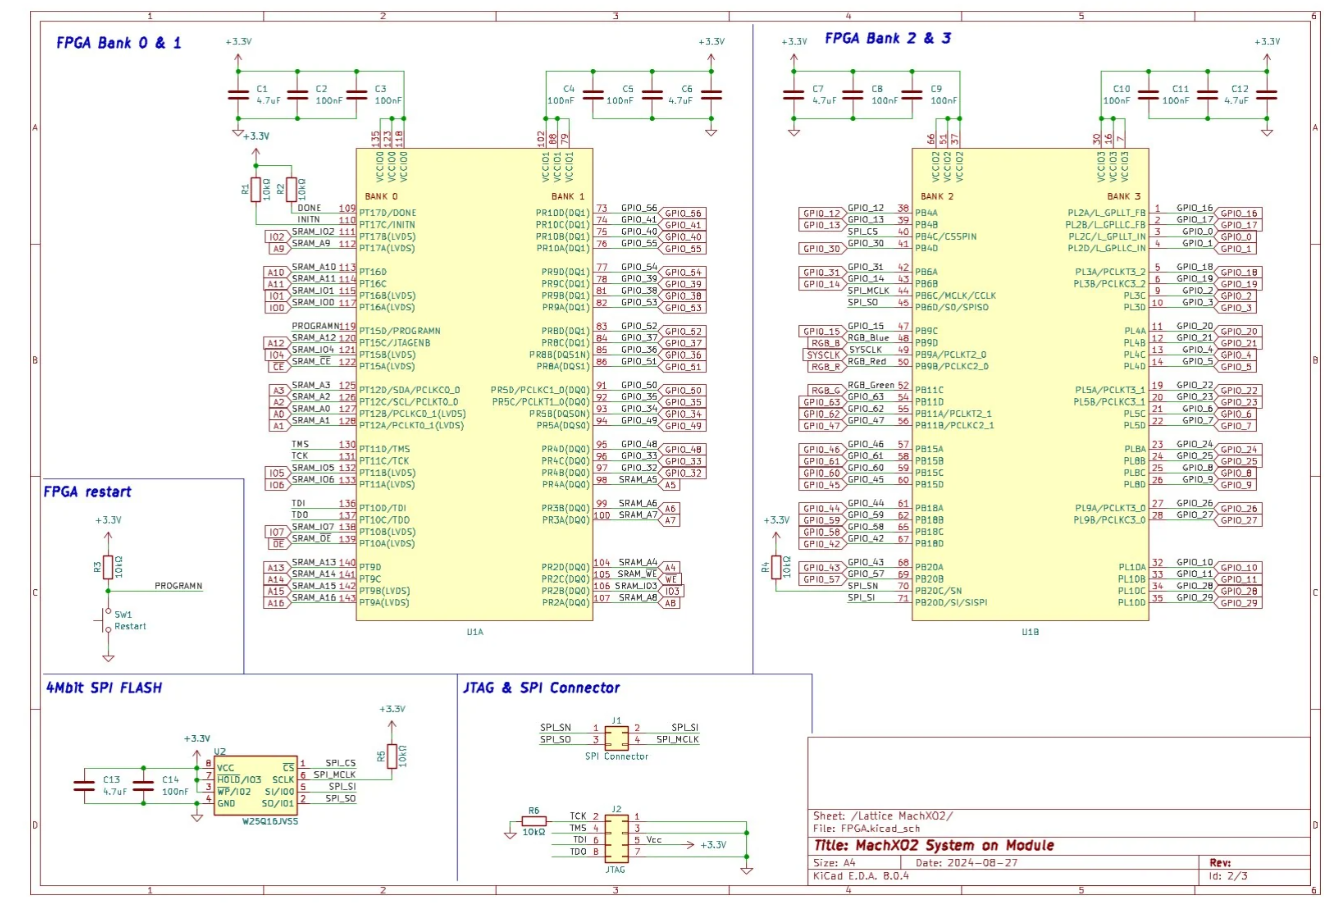 1 2 3 4 5 6
FPGA Bank 0 & 1
+3.3V
C1 4.7uF
C2 100nF
C3 100nF
+3.3V
C4 100nF
C5 100nF
C6 4.7uF
+3.3V
R1 10kΩ
R2 10kΩ
135 VCCIO0
123 VCCIO0
118 VCCIO0
102 VCCIO1
88 VCCIO1
79 VCCIO1
BANK 0
BANK 1
DONE 109 PT17D/DONE
INITN 110 PT17C/INITN
IO2 SRAM_IO2 111 PT17B(LVDS)
A9 SRAM_A9 112 PT17A(LVDS)
A10 SRAM_A10 113 PT16D
A11 SRAM_A11 114 PT16C
IO1 SRAM_IO1 115 PT16B(LVDS)
IO0 SRAM_IO0 117 PT16A(LVDS)
PROGRAMN 119 PT15D/PROGRAMN
A12 SRAM_A12 120 PT15C/JTAGENB
IO4 SRAM_IO4 121 PT15B(LVDS)
CE SRAM_CE 122 PT15A(LVDS)
A3 SRAM_A3 125 PT12D/SDA/PCLKC0_0
A2 SRAM_A2 126 PT12C/SCL/PCLKT0_0
A0 SRAM_A0 127 PT12B/PCLKC0_1(LVDS)
A1 SRAM_A1 128 PT12A/PCLKT0_1(LVDS)
TMS 130 PT11D/TMS
TCK 131 PT11C/TCK
IO5 SRAM_IO5 132 PT11B(LVDS)
IO6 SRAM_IO6 133 PT11A(LVDS)
TDI 136 PT10D/TDI
TDO 137 PT10C/TDO
IO7 SRAM_IO7 138 PT10B(LVDS)
OE SRAM_OE 139 PT10A(LVDS)
A13 SRAM_A13 140 PT9D
A14 SRAM_A14 141 PT9C
A15 SRAM_A15 142 PT9B(LVDS)
A16 SRAM_A16 143 PT9A(LVDS)
PR10D(DQ1) 73 GPIO_56 GPIO_56
PR10C(DQ1) 74 GPIO_41 GPIO_41
PR10B(DQ1) 75 GPIO_40 GPIO_40
PR10A(DQ1) 76 GPIO_55 GPIO_55
PR9D(DQ1) 77 GPIO_54 GPIO_54
PR9C(DQ1) 78 GPIO_39 GPIO_39
PR9B(DQ1) 81 GPIO_38 GPIO_38
PR9A(DQ1) 82 GPIO_53 GPIO_53
PR8D(DQ1) 83 GPIO_52 GPIO_52
PR8C(DQ1) 84 GPIO_37 GPIO_37
PR8B(DQS1N) 85 GPIO_36 GPIO_36
PR8A(DQS1) 86 GPIO_51 GPIO_51
PR5D/PCLKC1_0(DQ0) 91 GPIO_50 GPIO_50
PR5C/PCLKT1_0(DQ0) 92 GPIO_35 GPIO_35
PR5B(DQS0N) 93 GPIO_34 GPIO_34
PR5A(DQS0) 94 GPIO_49 GPIO_49
PR4D(DQ0) 95 GPIO_48 GPIO_48
PR4C(DQ0) 96 GPIO_33 GPIO_33
PR4B(DQ0) 97 GPIO_32 GPIO_32
PR4A(DQ0) 98 SRAM_A5 A5
PR3B(DQ0) 99 SRAM_A6 A6
PR3A(DQ0) 100 SRAM_A7 A7
PR2D(DQ0) 104 SRAM_A4 A4
PR2C(DQ0) 105 SRAM_WE WE
PR2B(DQ0) 106 SRAM_IO3 IO3
PR2A(DQ0) 107 SRAM_A8 A8
U1A
FPGA Bank 2 & 3
+3.3V
C7 4.7uF
C8 100nF
C9 100nF
+3.3V
C10 100nF
C11 100nF
C12 4.7uF
66 VCCIO2
51 VCCIO2
37 VCCIO2
30 VCCIO3
16 VCCIO3
7 VCCIO3
BANK 2
BANK 3
GPIO_12 GPIO_12 38 PB4A
GPIO_13 GPIO_13 39 PB4B
SPI_CS 40 PB4C/CSSPIN
GPIO_30 GPIO_30 41 PB4D
GPIO_31 GPIO_31 42 PB6A
GPIO_14 GPIO_14 43 PB6B
SPI_MCLK 44 PB6C/MCLK/CCLK
SPI_SO 45 PB6D/SO/SPISO
GPIO_15 GPIO_15 47 PB9C
RGB_B RGB_Blue 48 PB9D
SYSCLK SYSCLK 49 PB9A/PCLKT2_0
RGB_R RGB_Red 50 PB9B/PCLKC2_0
RGB_G RGB_Green 52 PB11C
GPIO_63 GPIO_63 54 PB11D
GPIO_62 GPIO_62 55 PB11A/PCLKT2_1
GPIO_47 GPIO_47 56 PB11B/PCLKC2_1
GPIO_46 GPIO_46 57 PB15A
GPIO_61 GPIO_61 58 PB15B
GPIO_60 GPIO_60 59 PB15C
GPIO_45 GPIO_45 60 PB15D
GPIO_44 GPIO_44 61 PB18A
GPIO_59 GPIO_59 62 PB18B
GPIO_58 GPIO_58 65 PB18C
GPIO_42 GPIO_42 67 PB18D
GPIO_43 GPIO_43 68 PB20A
GPIO_57 GPIO_57 69 PB20B
SPI_SN 70 PB20C/SN
SPI_SI 71 PB20D/SI/SISPI
+3.3V
R4 10kΩ
PL2A/L_GPLLT_FB 1 GPIO_16 GPIO_16
PL2B/L_GPLLC_FB 2 GPIO_17 GPIO_17
PL2C/L_GPLLT_IN 3 GPIO_0 GPIO_0
PL2D/L_GPLLC_IN 4 GPIO_1 GPIO_1
PL3A/PCLKT3_2 5 GPIO_18 GPIO_18
PL3B/PCLKC3_2 6 GPIO_19 GPIO_19
PL3C 9 GPIO_2 GPIO_2
PL3D 10 GPIO_3 GPIO_3
PL4A 11 GPIO_20 GPIO_20
PL4B 12 GPIO_21 GPIO_21
PL4C 13 GPIO_4 GPIO_4
PL4D 14 GPIO_5 GPIO_5
PL5A/PCLKT3_1 19 GPIO_22 GPIO_22
PL5B/PCLKC3_1 20 GPIO_23 GPIO_23
PL5C 21 GPIO_6 GPIO_6
PL5D 22 GPIO_7 GPIO_7
PL8A 23 GPIO_24 GPIO_24
PL8B 24 GPIO_25 GPIO_25
PL8C 25 GPIO_8 GPIO_8
PL8D 26 GPIO_9 GPIO_9
PL9A/PCLKT3_0 27 GPIO_26 GPIO_26
PL9B/PCLKC3_0 28 GPIO_27 GPIO_27
PL10A 32 GPIO_10 GPIO_10
PL10B 33 GPIO_11 GPIO_11
PL10C 34 GPIO_28 GPIO_28
PL10D 35 GPIO_29 GPIO_29
U1B
FPGA restart
+3.3V
R3 10kΩ
PROGRAMN
SW1
Restart
4Mbit SPI FLASH
+3.3V
+3.3V
U2
C13 4.7uF
C14 100nF
R5 10kΩ
8 VCC CS 1 SPI_CS
7 HOLD/IO3 SCLK 6 SPI_MCLK
3 WP/IO2 SI/IO0 5 SPI_SI
4 GND SO/IO1 2 SPI_SO
W25Q16JVSS
JTAG & SPI Connector
J1
SPI_SN 1 2 SPI_SI
SPI_SO 3 4 SPI_MCLK
SPI Connector
R6 10kΩ
J2
TCK 2 1
TMS 4 3
TDI 6 5 Vcc +3.3V
TDO 8 7
JTAG
Sheet: /Lattice MachXO2/
File: FPGA.kicad_sch
Title: MachXO2 System on Module
Size: A4 Date: 2024-08-27 Rev:
KiCad E.D.A. 8.0.4 Id: 2/3
A B C D
A B C D
1 2 3 4 5 6